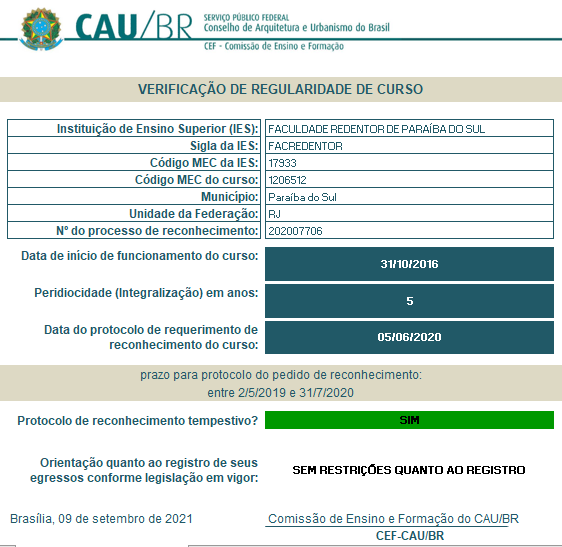 CAU/BR
SERVIÇO PÚBLICO FEDERAL
Conselho de Arquitetura e Urbanismo do Brasil
CEF - Comissão de Ensino e Formação
VERIFICAÇÃO DE REGULARIDADE DE CURSO
Instituição de Ensino Superior (IES): FACULDADE REDENTOR DE PARAÍBA DO SUL
Sigla da IES: FACREDENTOR
Código MEC da IES: 17933
Código MEC do curso: 1206512
Município: Paraíba do Sul
Unidade da Federação: RJ
Nº do processo de reconhecimento: 202007706
Data de início de funcionamento do curso: 31/10/2016
Peridiocidade (Integralização) em anos: 5
Data do protocolo de requerimento de
reconhecimento do curso: 05/06/2020
prazo para protocolo do pedido de reconhecimento:
entre 2/5/2019 e 31/7/2020
Protocolo de reconhecimento tempestivo? SIM
Orientação quanto ao registro de seus
egressos conforme legislação em vigor: SEM RESTRIÇÕES QUANTO AO REGISTRO
Brasília, 09 de setembro de 2021 Comissão de Ensino e Formação do CAU/BR
CEF-CAU/BR